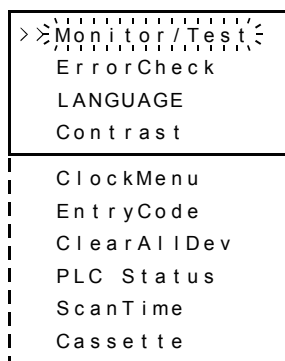 >> Monitor/Test
ErrorCheck
LANGUAGE
Contrast
ClockMenu
EntryCode
ClearAllDev
PLC Status
ScanTime
Cassette